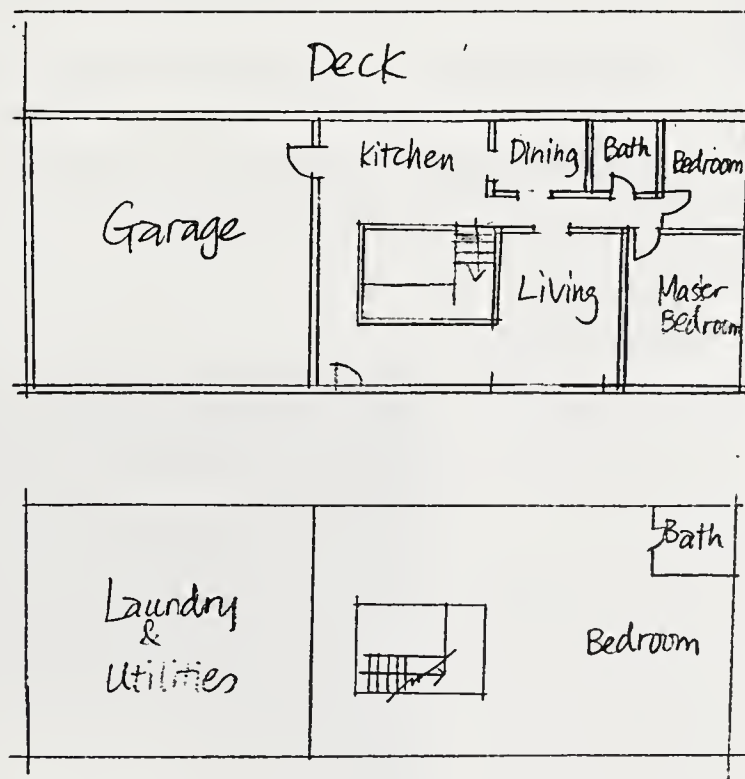 Deck
Kitchen
Dining
Bath
Bedroom
Garage
Living
Master
Bedroom
Bath
Laundry
&
Utilities
Bedroom